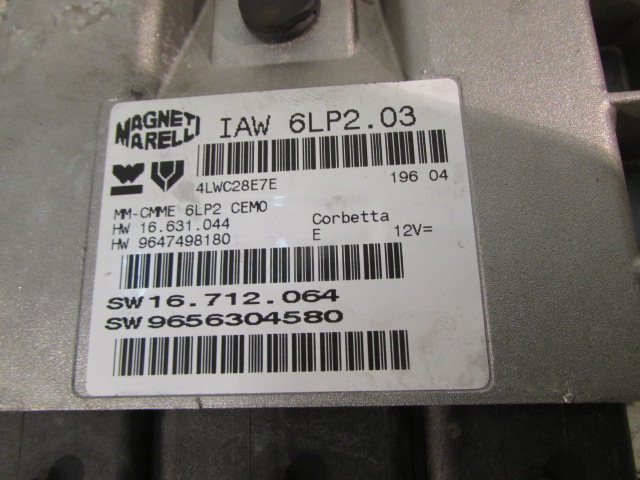 MAGNETI
MARELLI
IAW 6LP2.03
4LWC28E7E 196 04
MM-CMME 6LP2 CEMO
HW 16.631.044 Corbetta
HW 9647498180 E 12V=
SW16.712.064
SW9656304580